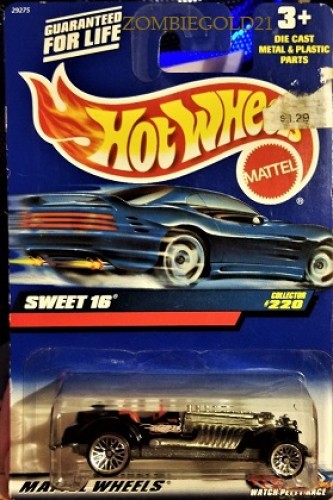 29275
GUARANTEED
FOR LIFE
ZOMBIEGOLD21
3+
DIE CAST
METAL & PLASTIC
PARTS
HOT WHEELS
$1.29
MATTEL
®
SWEET 16®
COLLECTOR
#220
MATTEL WHEELS